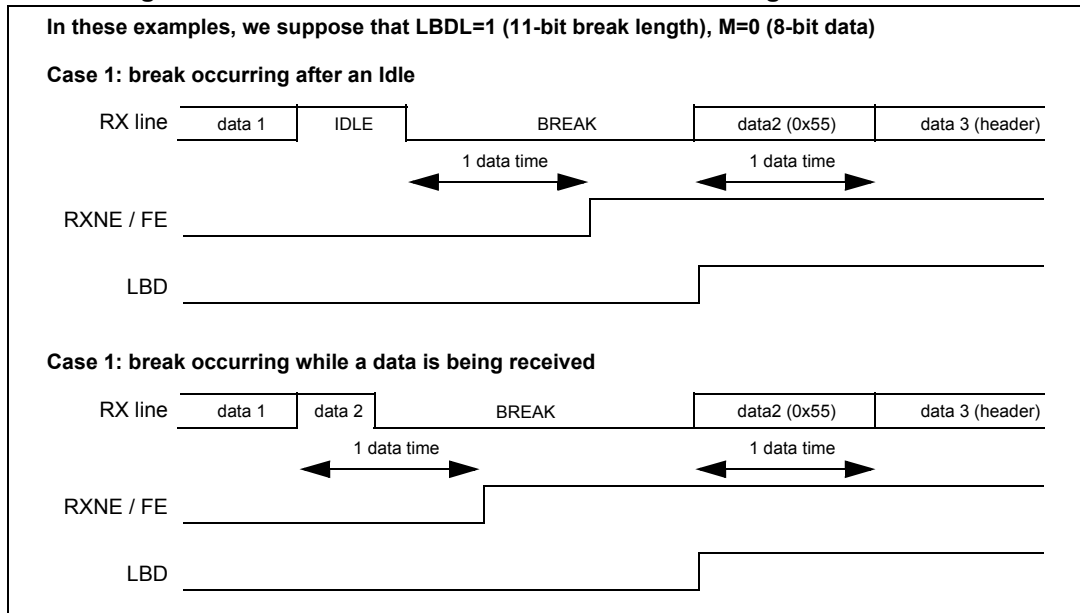 In these examples, we suppose that LBDL=1 (11-bit break length), M=0 (8-bit data)
Case 1: break occurring after an Idle
RX line data 1 IDLE BREAK data2 (0x55) data 3 (header)
1 data time 1 data time
RXNE / FE
LBD
Case 1: break occurring while a data is being received
RX line data 1 data 2 BREAK data2 (0x55) data 3 (header)
1 data time 1 data time
RXNE / FE
LBD